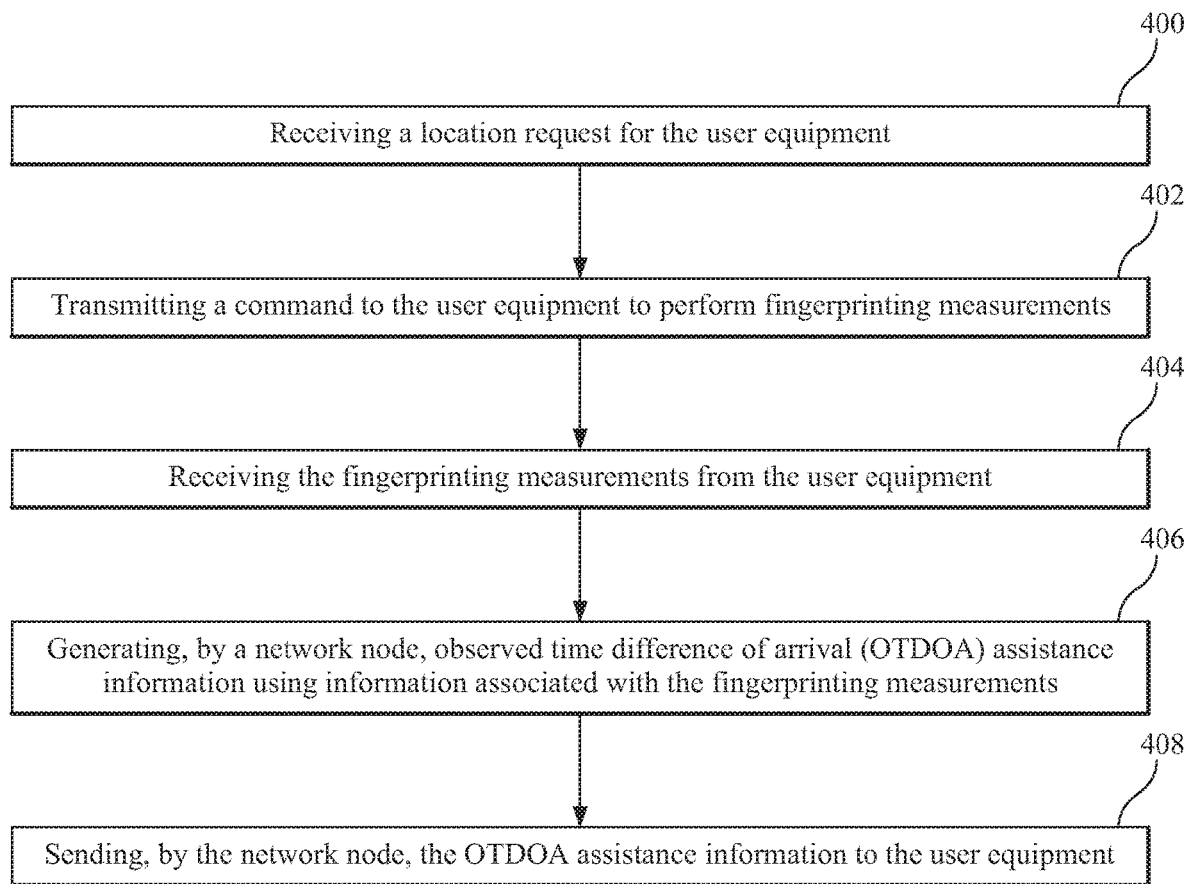 400
Receiving a location request for the user equipment
402
Transmitting a command to the user equipment to perform fingerprinting measurements
404
Receiving the fingerprinting measurements from the user equipment
406
Generating, by a network node, observed time difference of arrival (OTDOA) assistance
information using information associated with the fingerprinting measurements
408
Sending, by the network node, the OTDOA assistance information to the user equipment